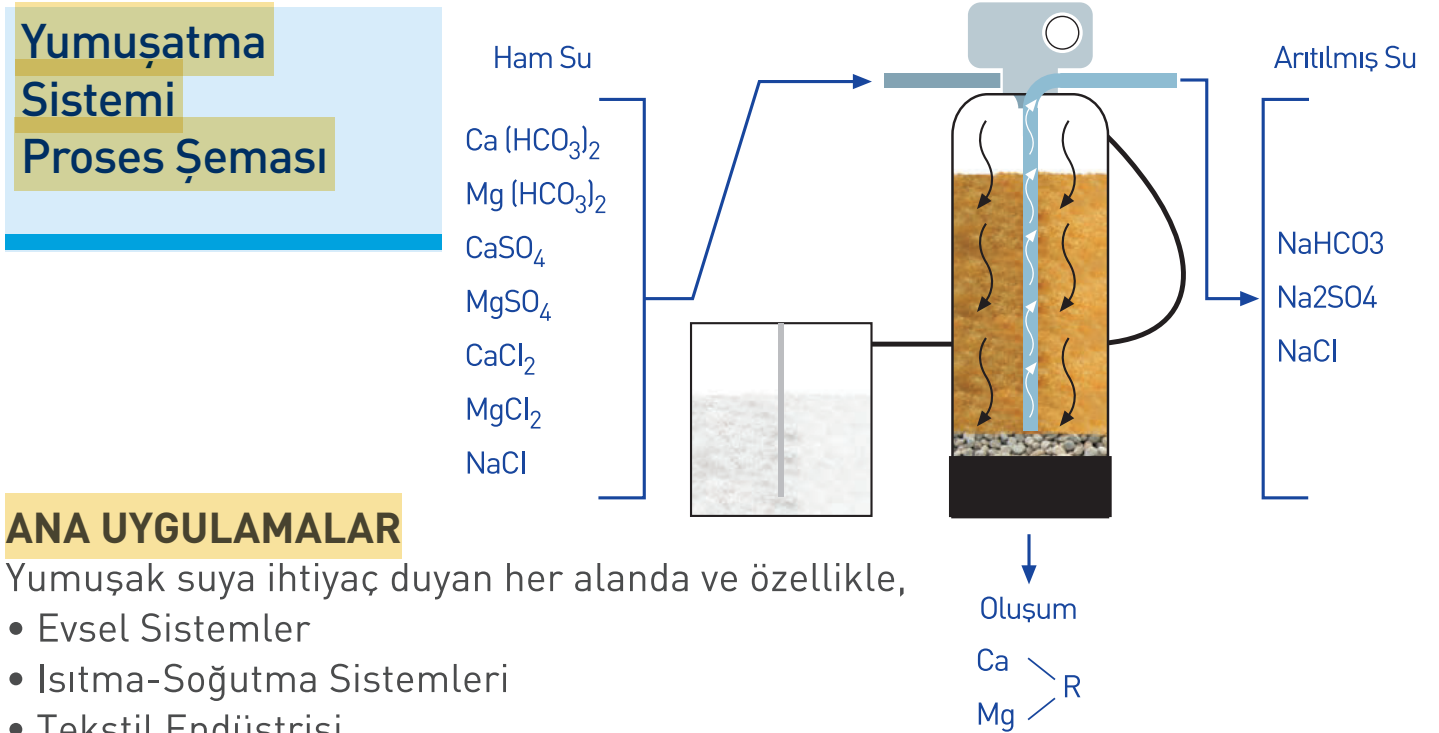 Yumuşatma
Sistemi
Proses Şeması
Ham Su
Ca (HCO₃)₂
Mg (HCO₃)₂
CaSO₄
MgSO₄
CaCl₂
MgCl₂
NaCl
Arıtılmış Su
NaHCO3
Na2SO4
NaCl
Oluşum
Ca
R
Mg
ANA UYGULAMALAR
Yumuşak suya ihtiyaç duyan her alanda ve özellikle,
• Evsel Sistemler
• Isıtma-Soğutma Sistemleri
• Tekstil Endüstrisi